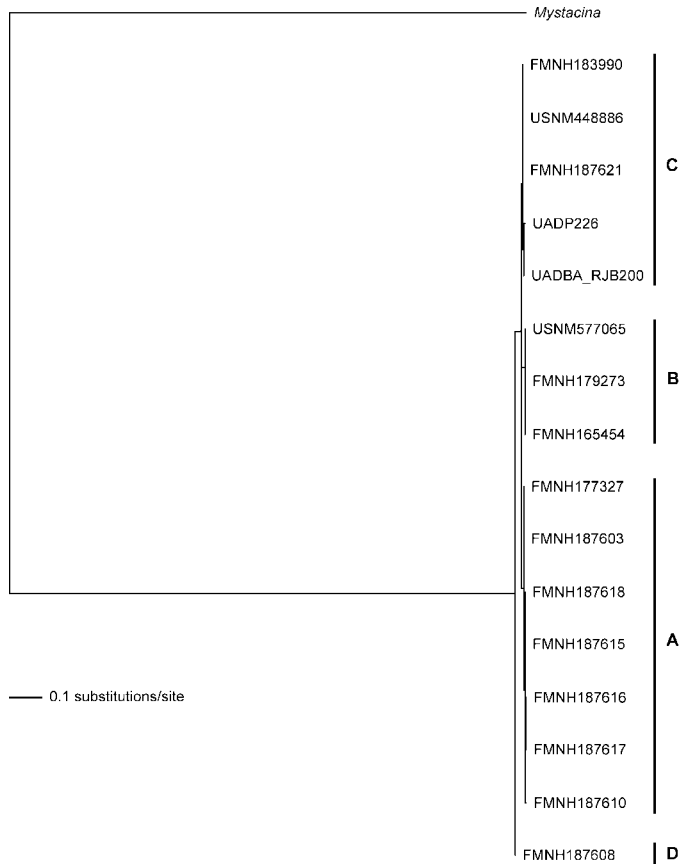 Mystacina
FMNH183990
USNM448886
FMNH187621
C
UADP226
UADBA_RJB200
USNM577065
FMNH179273
B
FMNH165454
FMNH177327
FMNH187603
FMNH187618
FMNH187615
A
0.1 substitutions/site
FMNH187616
FMNH187617
FMNH187610
FMNH187608
D